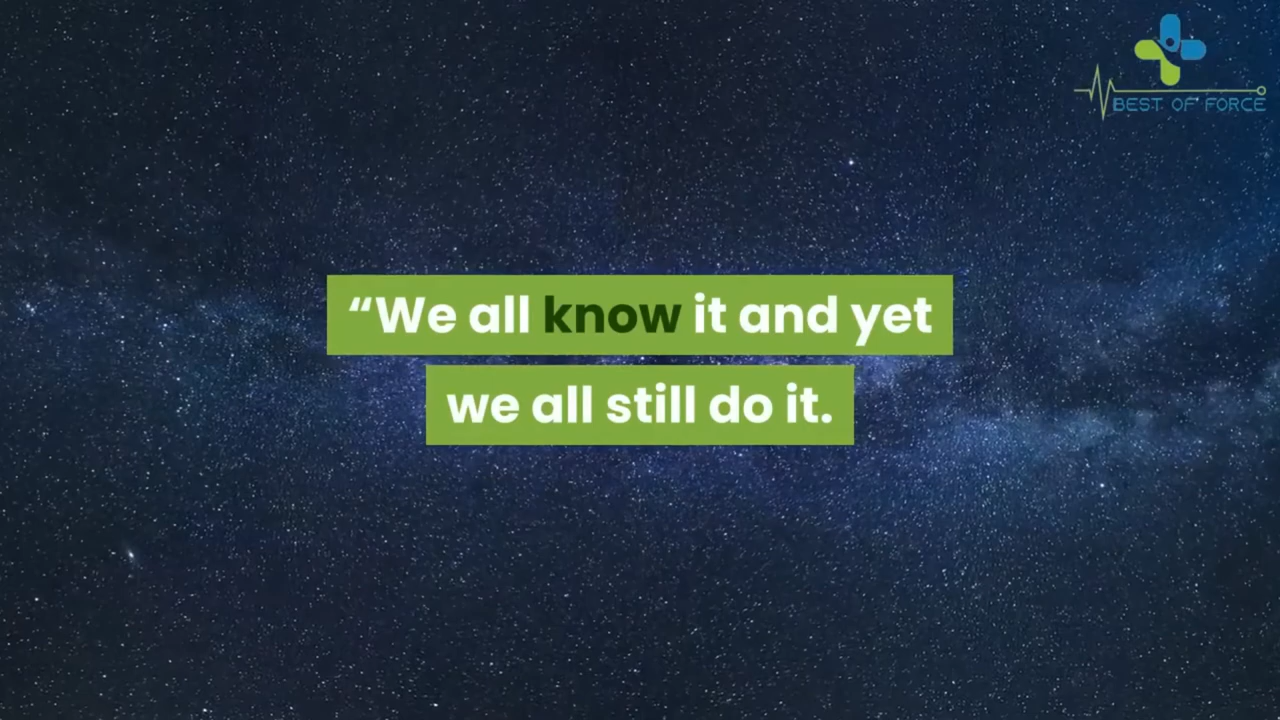 BEST OF FORCE
“We all know it and yet
we all still do it.